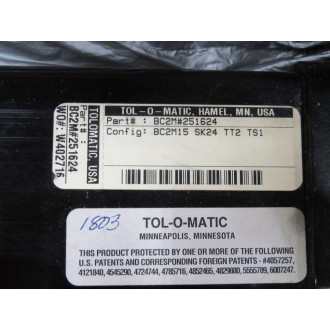 TOL-O-MATIC, HAMEL, MN, USA
Part#: BC2M#251624
Config: BC2M15 SK24 TT2 TS1
TOLOMATIC, USA
Part#:
BC2M#251624
WO#: W402716
1803
TOL-O-MATIC
MINNEAPOLIS, MINNESOTA
THIS PRODUCT PROTECTED BY ONE OR MORE OF THE FOLLOWING
U.S. PATENTS AND CORRESPONDING FOREIGN PATENTS - #4057257,
4121840, 4545290, 4724744, 4785716, 4852465, 4829880, 5555789, 6007247.